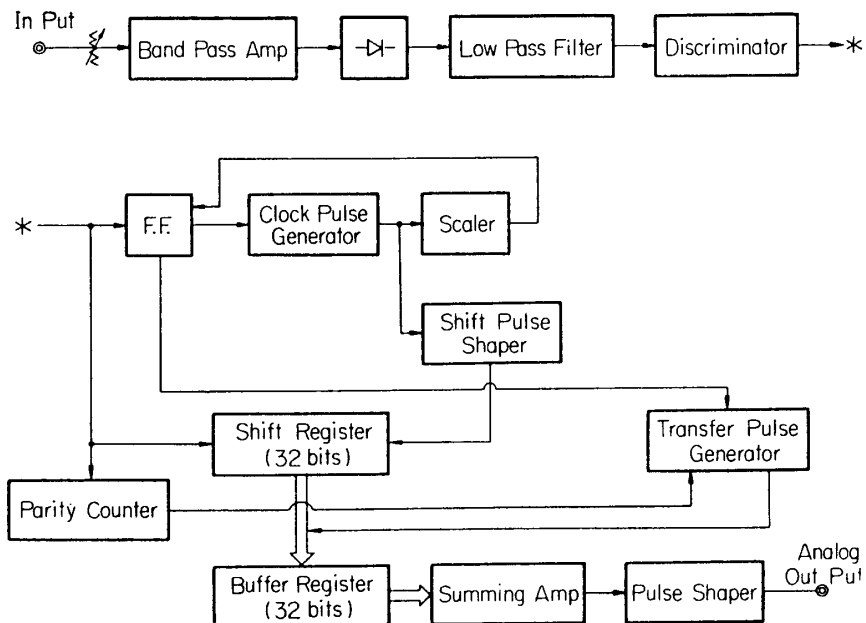 In Put
Band Pass Amp
Low Pass Filter
Discriminator
*
*
F.F.
Clock Pulse
Generator
Scaler
Shift Pulse
Shaper
Shift Register
(32 bits)
Transfer Pulse
Generator
Parity Counter
Buffer Register
(32 bits)
Summing Amp
Pulse Shaper
Analog
Out Put